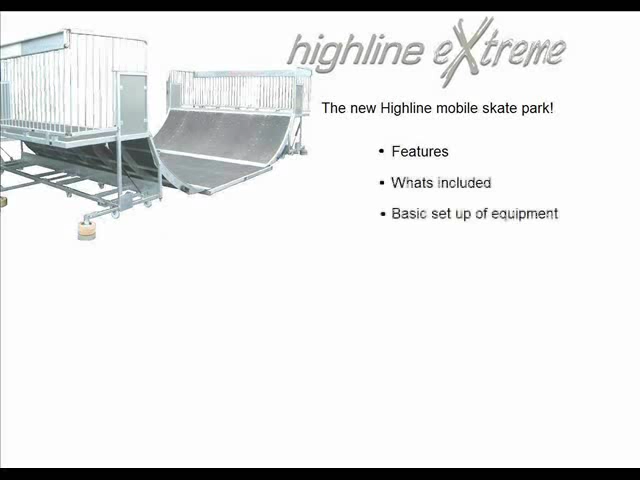 highline eXtreme
The new Highline mobile skate park!
• Features
• Whats included
• Basic set up of equipment